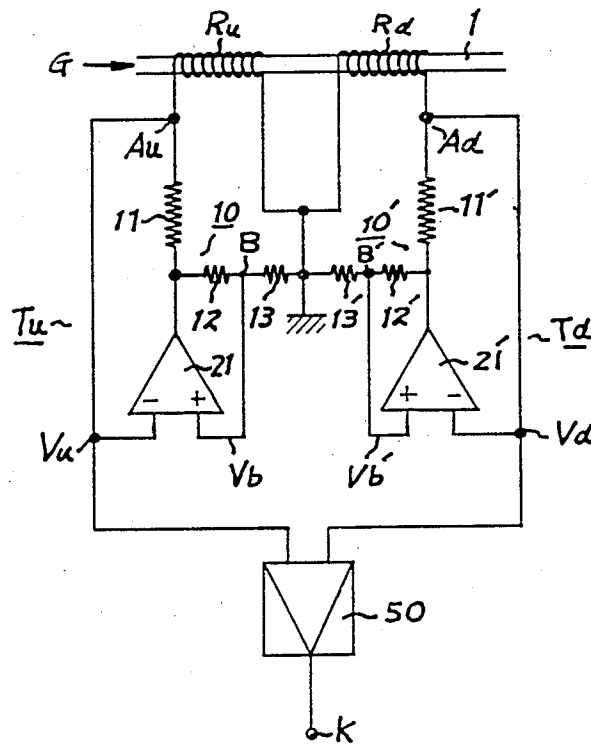 Ru Rd 1
G
Au Ad
11 10 B 10´ B´ 11´
12 13 13´ 12´
Tu 21 21´ Td
- + + -
Vu Vb Vb´ Vd
50
K